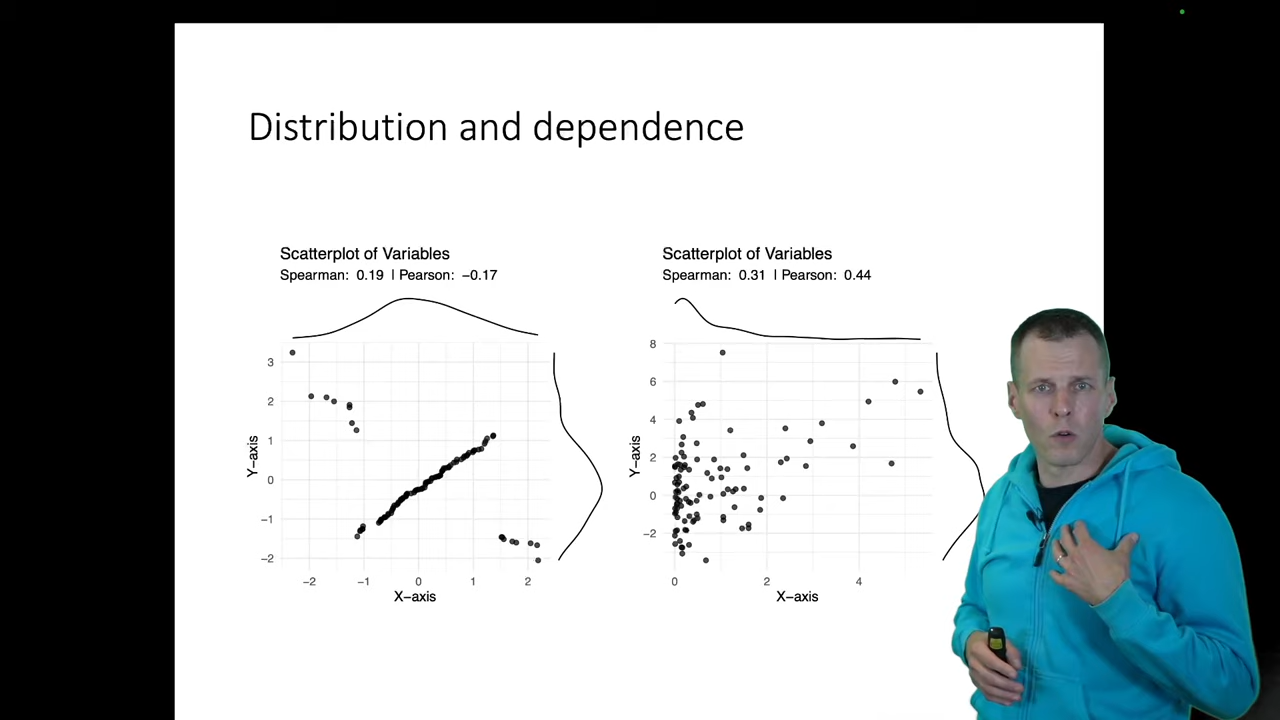 Distribution and dependence
Scatterplot of Variables
Spearman: 0.19 | Pearson: −0.17
3
2
1
0
−1
−2
Y−axis
−2
−1
0
1
2
X−axis
Scatterplot of Variables
Spearman: 0.31 | Pearson: 0.44
8
6
4
2
0
−2
Y−axis
0
2
4
X−axis